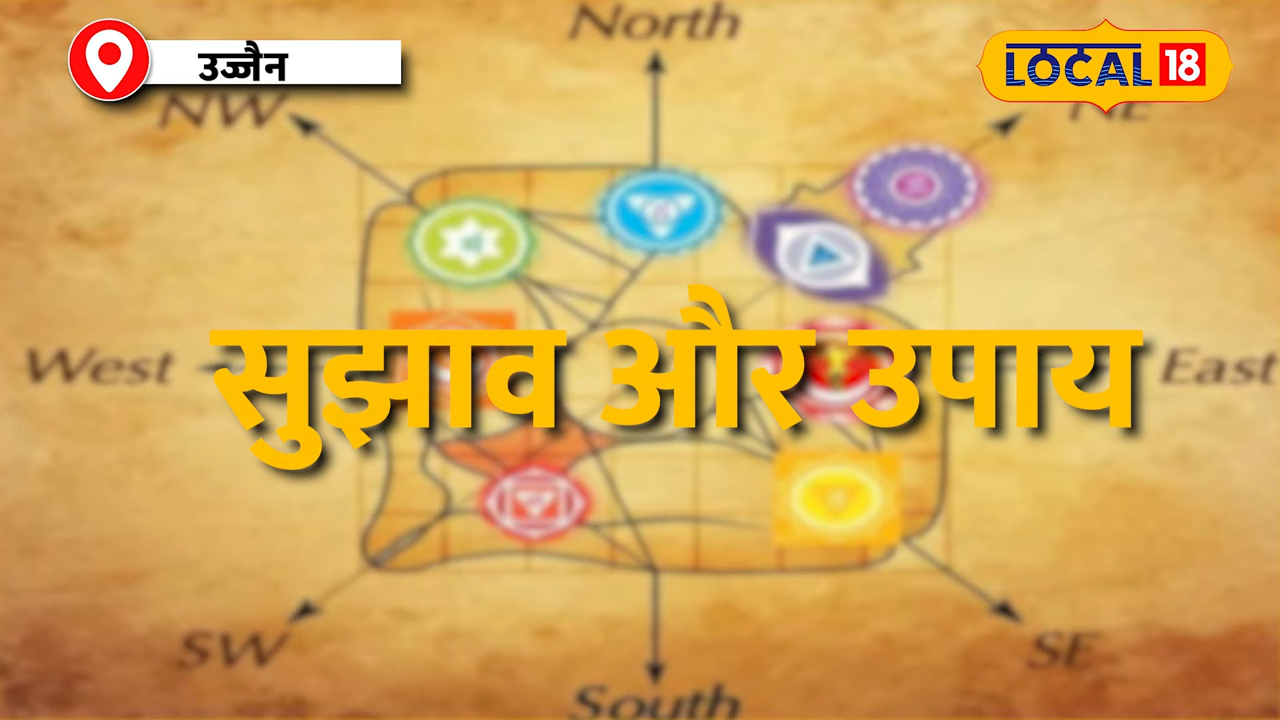 North
उज्जैन
LOCAL 18
NW
NE
सुझाव और उपाय
West
East
SW
SE
South